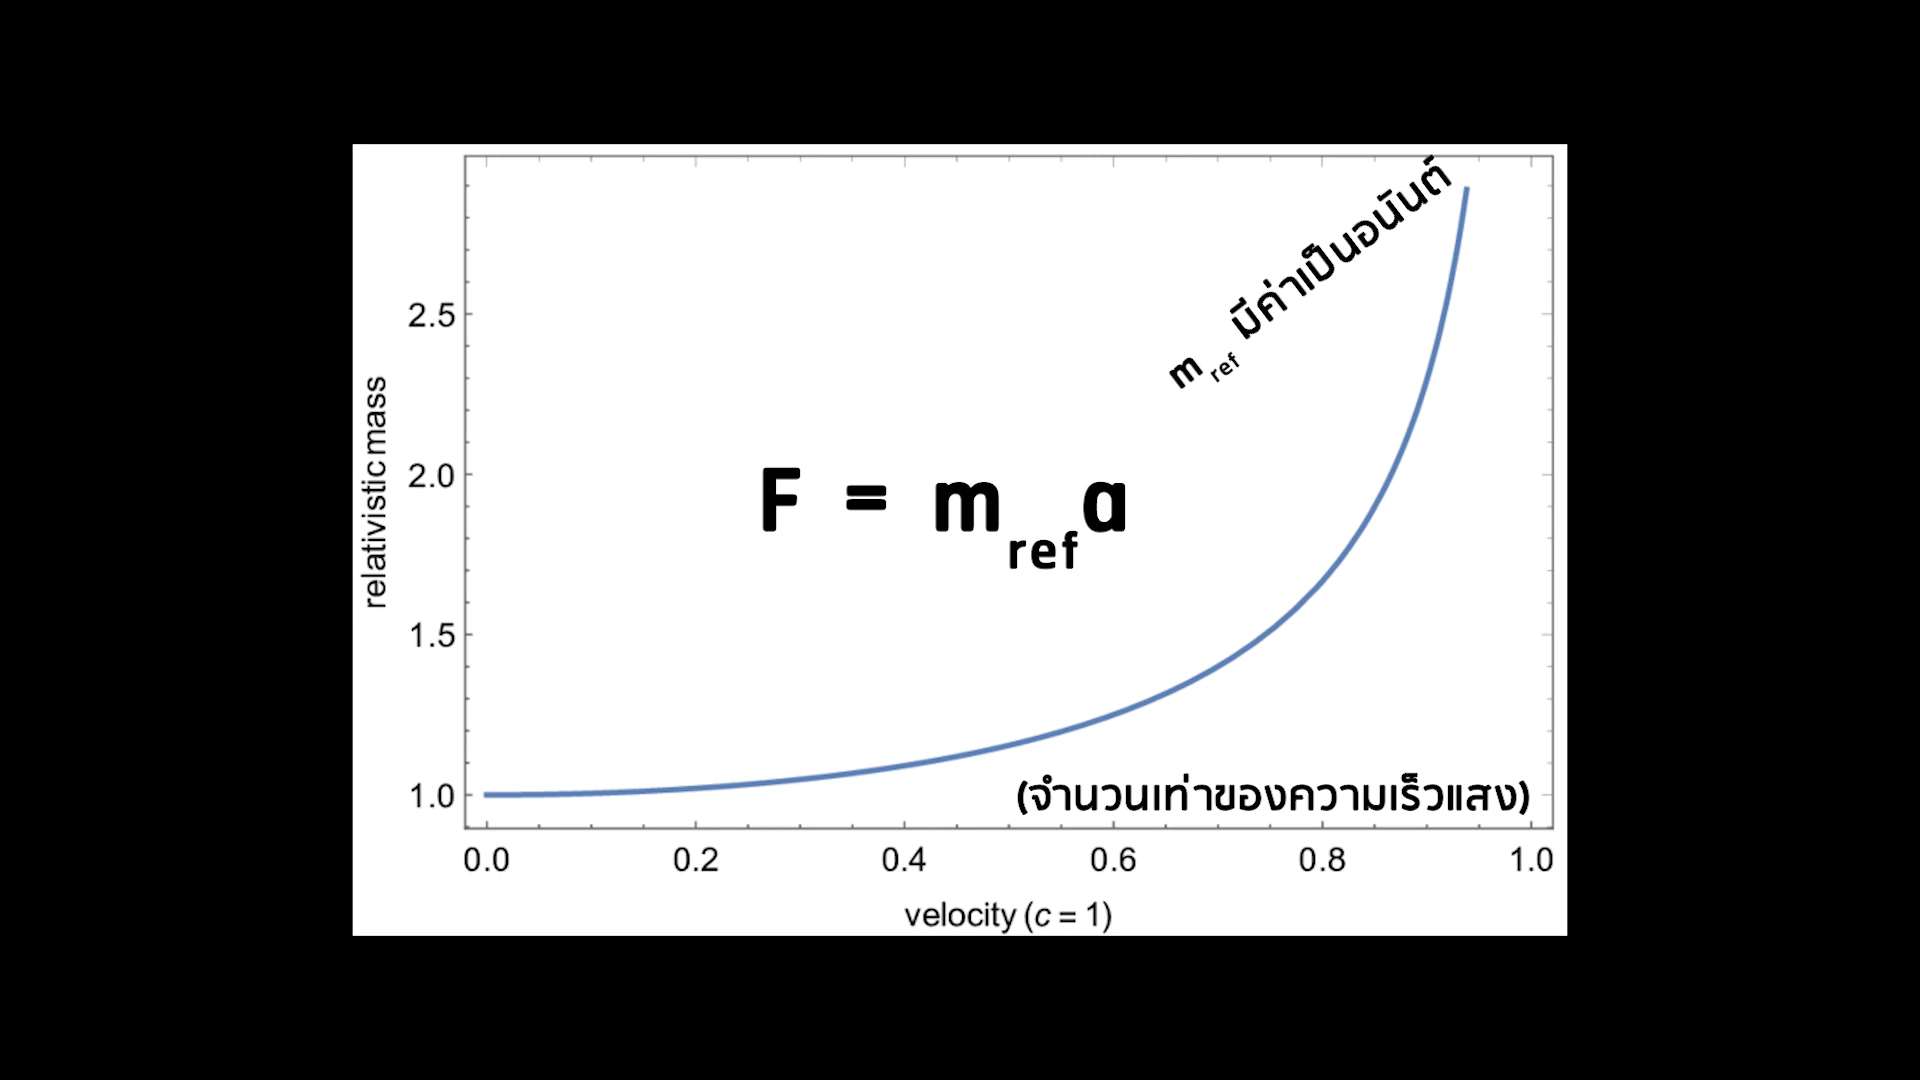 m ref มีค่าเป็นอนันต์
2.5
relativistic mass
2.0
F = m ref a
1.5
1.0
(จำนวนเท่าของความเร็วแสง)
0.0 0.2 0.4 0.6 0.8 1.0
velocity (c = 1)